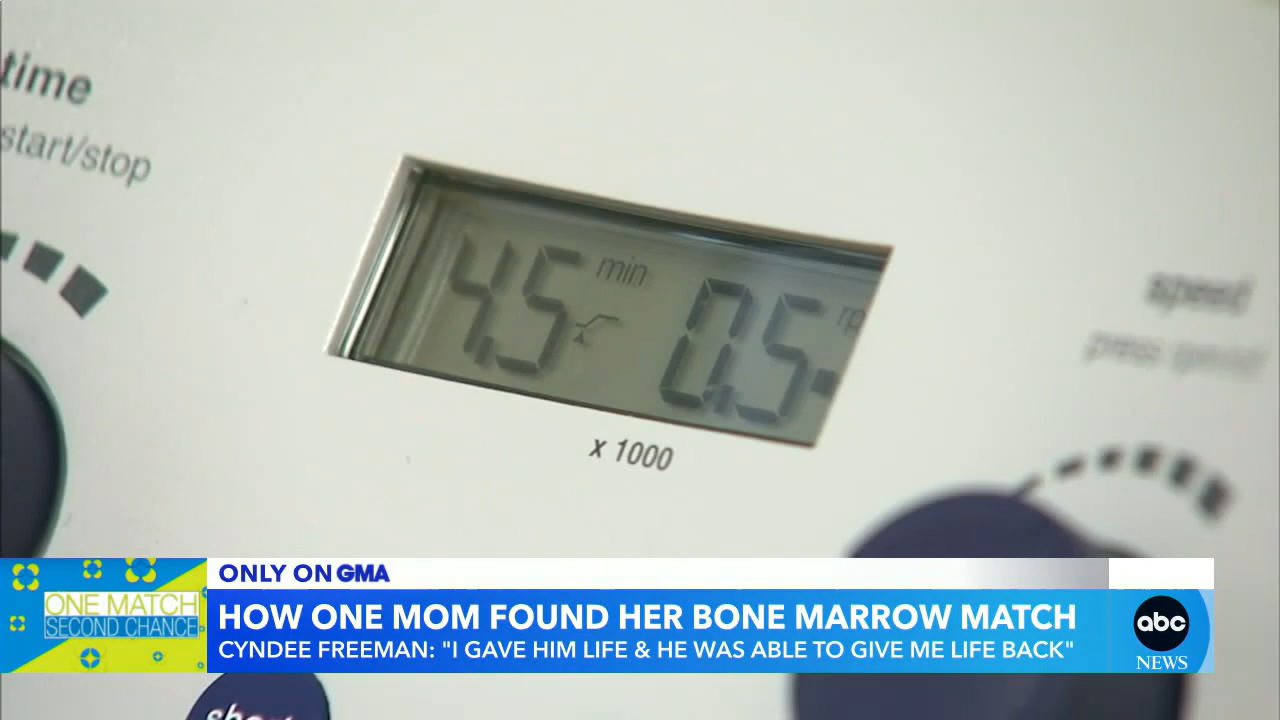 time
start/stop
4.5 min 0.5
x 1000
speed
ONLY ON GMA
HOW ONE MOM FOUND HER BONE MARROW MATCH
CYNDEE FREEMAN: "I GAVE HIM LIFE & HE WAS ABLE TO GIVE ME LIFE BACK"
ONE MATCH
SECOND CHANCE
abc
NEWS